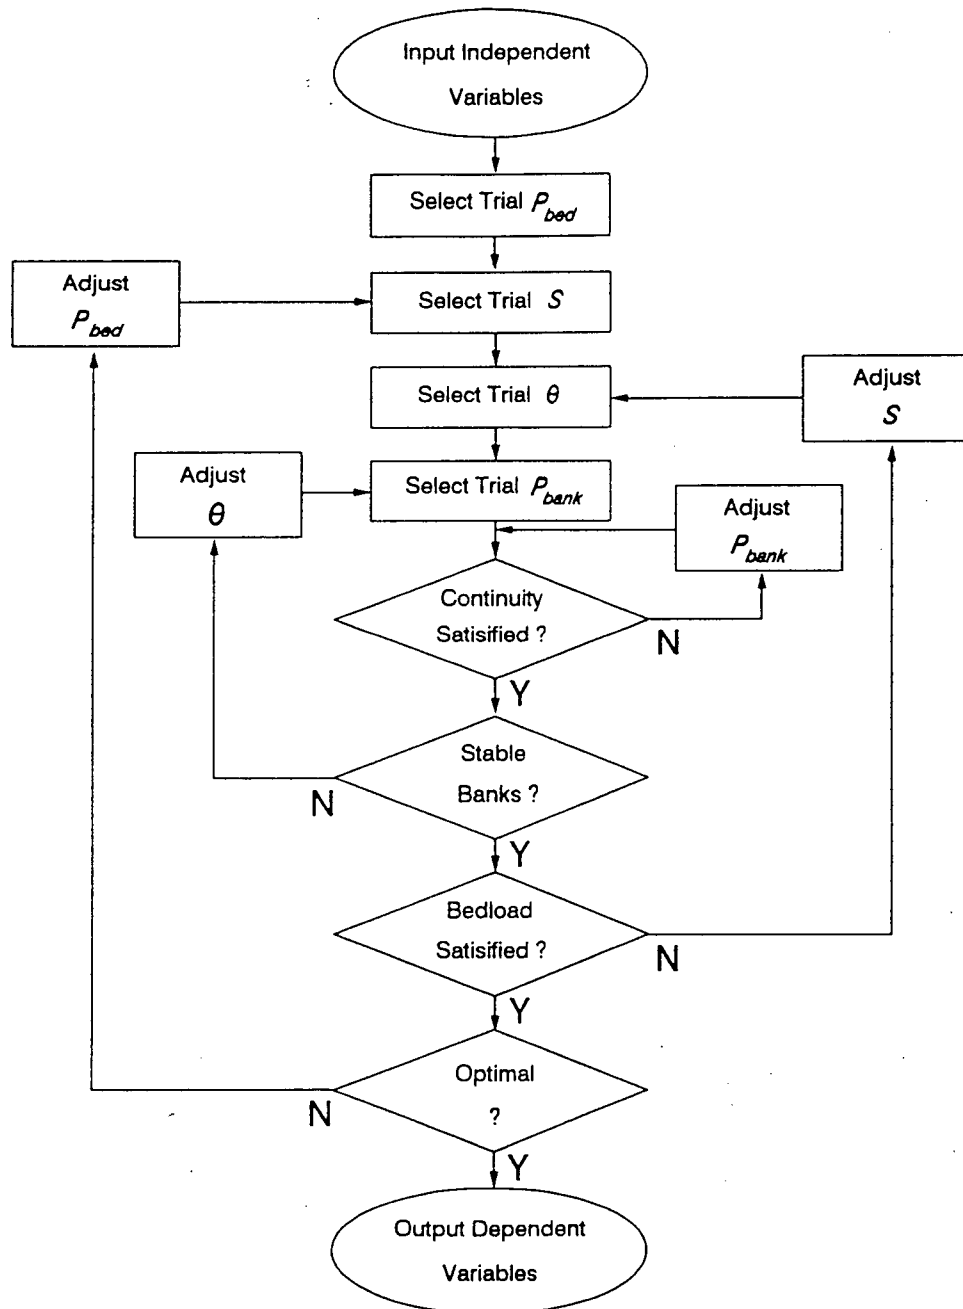 Input Independent
Variables
Select Trial P_bed
Adjust
P_bed
Select Trial S
Select Trial θ
Adjust
S
Adjust
θ
Select Trial P_bank
Adjust
P_bank
Continuity
Satisified ?
N
Y
Stable
Banks ?
N
Y
Bedload
Satisified ?
N
Y
Optimal
?
N
Y
Output Dependent
Variables